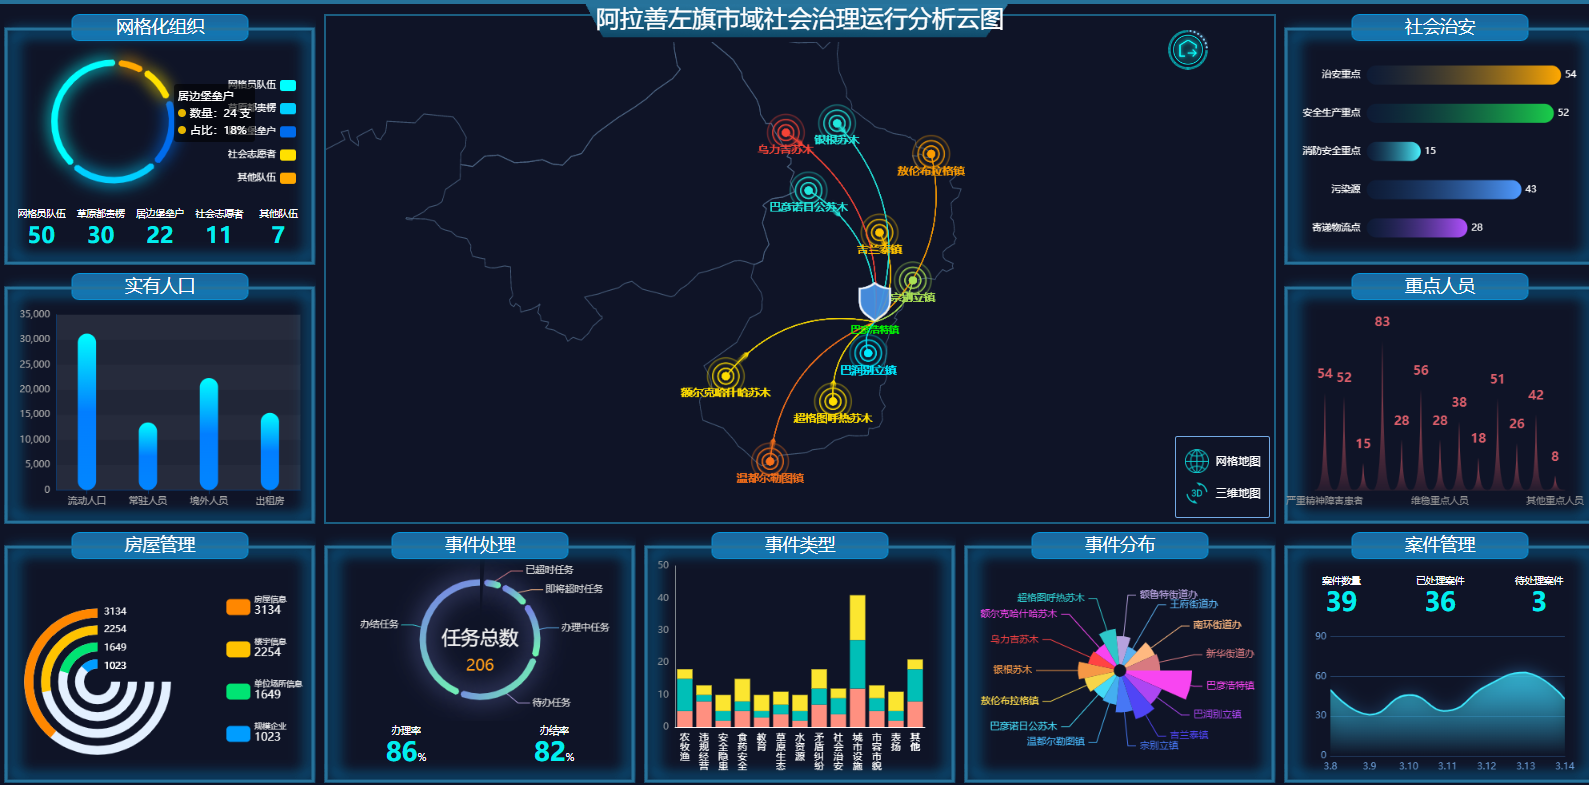 阿拉善左旗市域社会治理运行分析云图
网格化组织
网格员队伍
社会志愿者
其他队伍
居边堡垒户
数量：24 支
占比：18%
网格员队伍
草原都贵楞
居边堡垒户
社会志愿者
其他队伍
50
30
22
11
7
实有人口
35,000
30,000
25,000
20,000
15,000
10,000
5,000
0
流动人口
常驻人员
境外人员
出租房
房屋管理
3134
2254
1649
1023
房屋信息
3134
楼宇信息
2254
单位场所信息
1649
规模企业
1023
乌力吉苏木
银根苏木
敖伦布拉格镇
巴彦诺日公苏木
吉兰泰镇
宗别立镇
巴彦浩特镇
巴润别立镇
额尔克哈什哈苏木
超格图呼热苏木
温都尔勒图镇
网格地图
3D
三维地图
事件处理
已超时任务
即将超时任务
办理中任务
待办任务
办结任务
任务总数
206
办理率
86%
办结率
82%
事件类型
50
40
30
20
10
0
农牧渔
违规经营
安全隐患
食药安全
教育
草原生态
水资源
矛盾纠纷
社会治安
城市设施
市容市貌
表扬
其他
事件分布
超格图呼热苏木
额尔克哈什哈苏木
乌力吉苏木
银根苏木
敖伦布拉格镇
巴彦诺日公苏木
温都尔勒图镇
额鲁特街道办
王府街道办
南环街道办
新华街道办
巴彦浩特镇
巴润别立镇
吉兰泰镇
宗别立镇
社会治安
治安重点
54
安全生产重点
52
消防安全重点
15
污染源
43
寄递物流点
28
重点人员
54
52
15
83
28
56
28
38
18
51
26
42
8
严重精神障害患者
维稳重点人员
其他重点人员
案件管理
案件数量
39
已处理案件
36
待处理案件
3
90
60
30
0
3.8
3.9
3.10
3.11
3.12
3.13
3.14